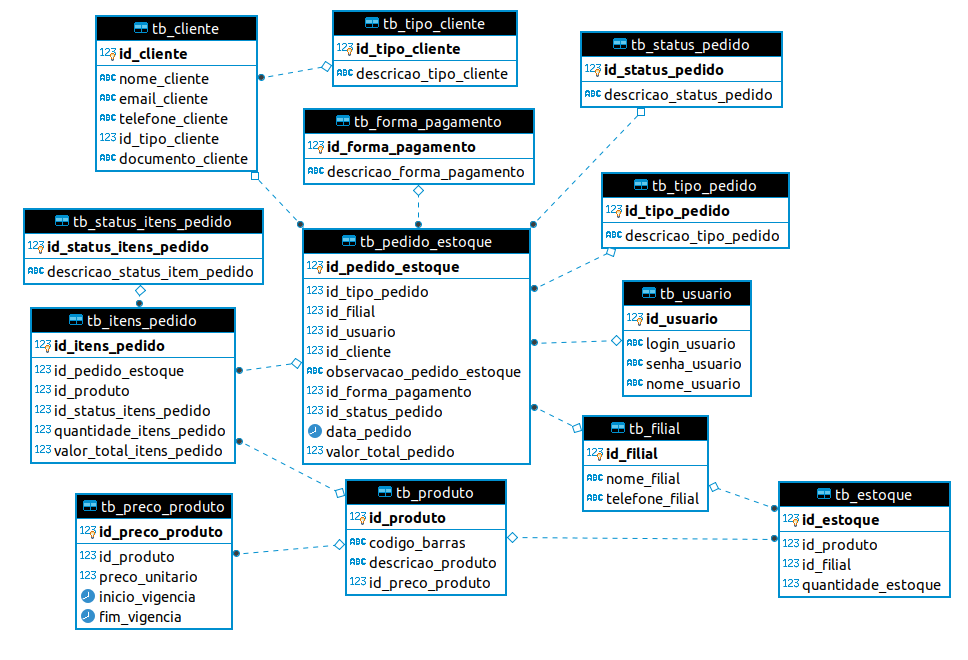 tb_cliente
123 id_cliente
ABC nome_cliente
ABC email_cliente
ABC telefone_cliente
123 id_tipo_cliente
ABC documento_cliente
tb_tipo_cliente
123 id_tipo_cliente
ABC descricao_tipo_cliente
tb_status_pedido
123 id_status_pedido
ABC descricao_status_pedido
tb_forma_pagamento
123 id_forma_pagamento
ABC descricao_forma_pagamento
tb_tipo_pedido
123 id_tipo_pedido
ABC descricao_tipo_pedido
tb_status_itens_pedido
123 id_status_itens_pedido
ABC descricao_status_item_pedido
tb_pedido_estoque
123 id_pedido_estoque
123 id_tipo_pedido
123 id_filial
123 id_usuario
123 id_cliente
ABC observacao_pedido_estoque
123 id_forma_pagamento
123 id_status_pedido
data_pedido
123 valor_total_pedido
tb_usuario
123 id_usuario
ABC login_usuario
ABC senha_usuario
ABC nome_usuario
tb_itens_pedido
123 id_itens_pedido
123 id_pedido_estoque
123 id_produto
123 id_status_itens_pedido
123 quantidade_itens_pedido
123 valor_total_itens_pedido
tb_filial
123 id_filial
ABC nome_filial
ABC telefone_filial
tb_preco_produto
123 id_preco_produto
123 id_produto
123 preco_unitario
inicio_vigencia
fim_vigencia
tb_produto
123 id_produto
ABC codigo_barras
ABC descricao_produto
123 id_preco_produto
tb_estoque
123 id_estoque
123 id_produto
123 id_filial
123 quantidade_estoque